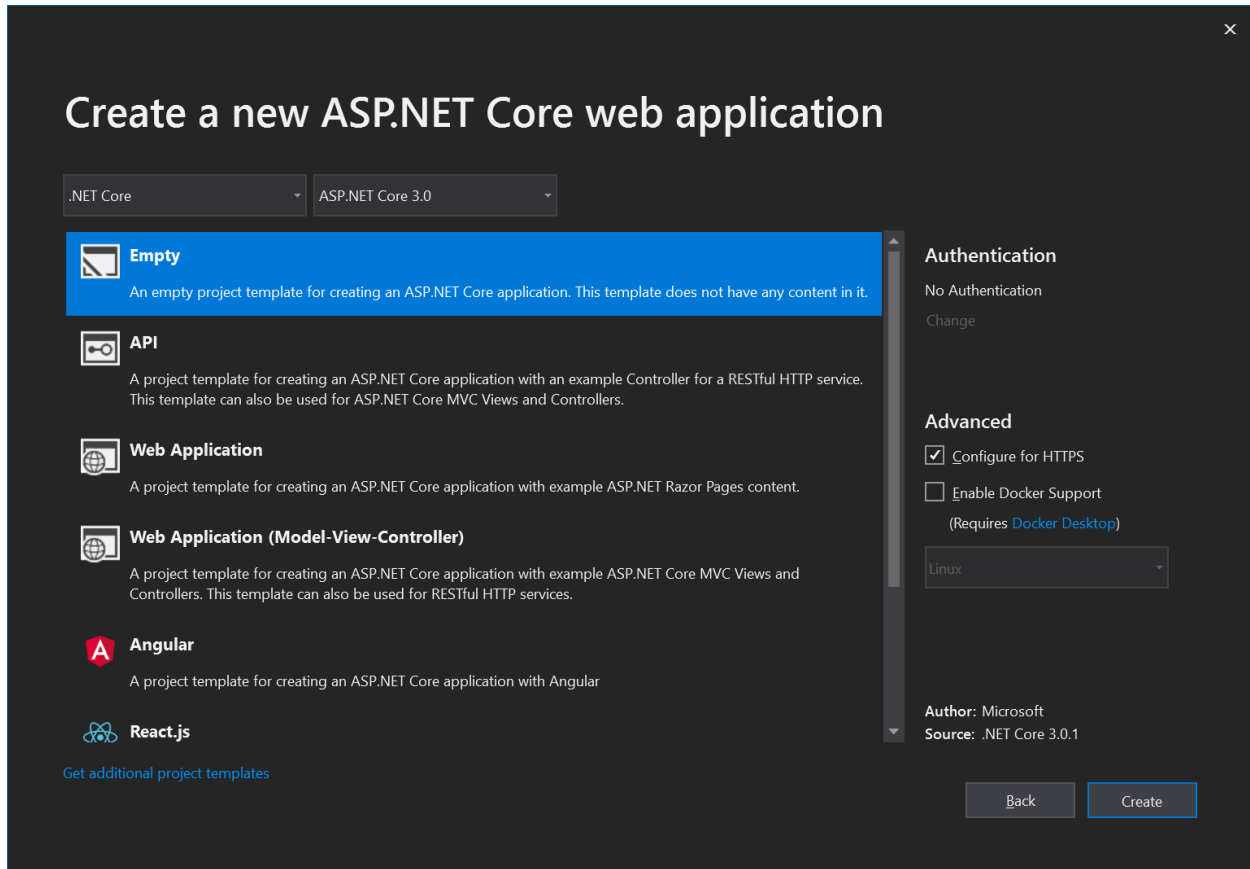 Create a new ASP.NET Core web application
.NET Core
ASP.NET Core 3.0
Empty
An empty project template for creating an ASP.NET Core application. This template does not have any content in it.
API
A project template for creating an ASP.NET Core application with an example Controller for a RESTful HTTP service.
This template can also be used for ASP.NET Core MVC Views and Controllers.
Web Application
A project template for creating an ASP.NET Core application with example ASP.NET Razor Pages content.
Web Application (Model-View-Controller)
A project template for creating an ASP.NET Core application with example ASP.NET Core MVC Views and
Controllers. This template can also be used for RESTful HTTP services.
Angular
A project template for creating an ASP.NET Core application with Angular
React.js
Get additional project templates
Authentication
No Authentication
Change
Advanced
Configure for HTTPS
Enable Docker Support
(Requires Docker Desktop)
Linux
Author: Microsoft
Source: .NET Core 3.0.1
Back
Create